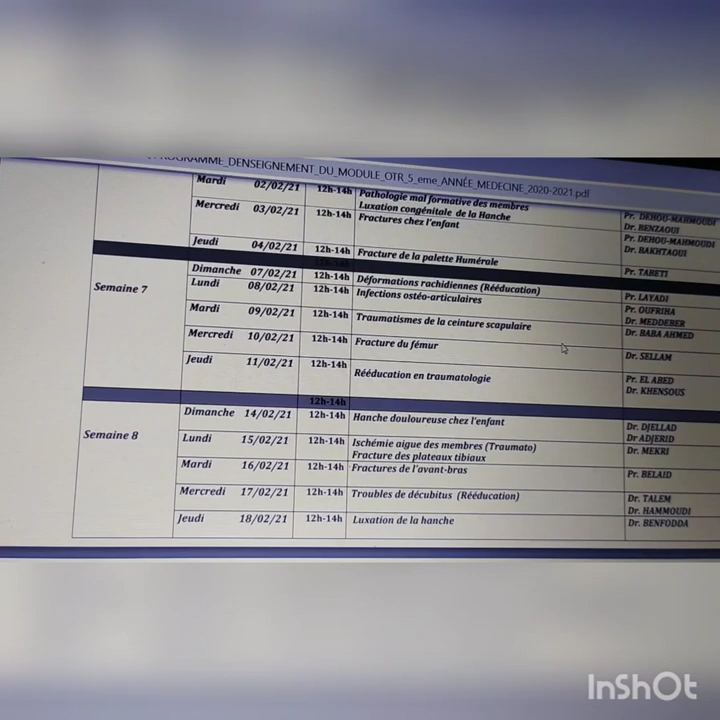 PROGRAMME_DENSEIGNEMENT_DU_MODULE_OTR_5_eme_ANNÉE_MEDECINE_2020-2021.pdf
Mardi 02/02/21 12h-14h Pathologie mal formative des membres
Luxation congénitale de la Hanche Pr. DEHOU-MAHMOUDI
Mercredi 03/02/21 12h-14h Fractures chez l'enfant Dr. BENZAOUI
Pr. DEHOU-MAHMOUDI
Dr. BAKHTAOUI
Jeudi 04/02/21 12h-14h Fracture de la palette Humérale Pr. TABETI
Semaine 7
Dimanche 07/02/21 12h-14h Déformations rachidiennes (Rééducation) Pr. LAYADI
Lundi 08/02/21 12h-14h Infections ostéo-articulaires Pr. OUFRIHA
Dr. MEDDEBER
Mardi 09/02/21 12h-14h Traumatismes de la ceinture scapulaire Dr. BABA AHMED
Mercredi 10/02/21 12h-14h Fracture du fémur Dr. SELLAM
Jeudi 11/02/21 12h-14h Rééducation en traumatologie Pr. EL ABED
Dr. KHENSOUS
12h-14h
Semaine 8
Dimanche 14/02/21 12h-14h Hanche douloureuse chez l'enfant Dr. DJELLAD
Dr ADJERID
Lundi 15/02/21 12h-14h Ischémie aigue des membres (Traumato) Dr. MEKRI
Fracture des plateaux tibiaux
Mardi 16/02/21 12h-14h Fractures de l'avant-bras Pr. BELAID
Mercredi 17/02/21 12h-14h Troubles de décubitus (Rééducation) Dr. TALEM
Dr. HAMMOUDI
Jeudi 18/02/21 12h-14h Luxation de la hanche Dr. BENFODDA
InShOt